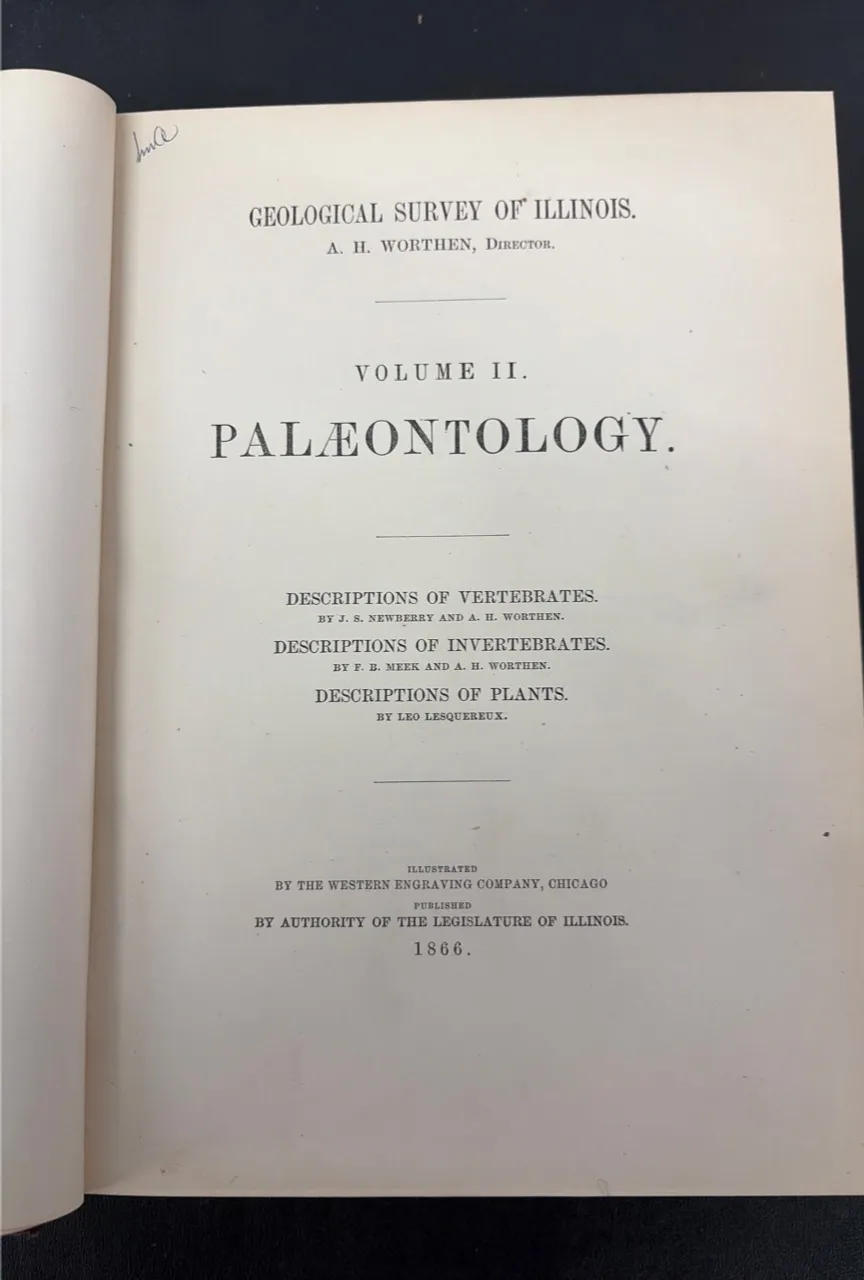 GEOLOGICAL SURVEY OF ILLINOIS.
A. H. WORTHEN, DIRECTOR.
VOLUME II.
PALÆONTOLOGY.
DESCRIPTIONS OF VERTEBRATES.
BY J. S. NEWBERRY AND A. H. WORTHEN.
DESCRIPTIONS OF INVERTEBRATES.
BY F. B. MEEK AND A. H. WORTHEN.
DESCRIPTIONS OF PLANTS.
BY LEO LESQUEREUX.
ILLUSTRATED
BY THE WESTERN ENGRAVING COMPANY, CHICAGO
PUBLISHED
BY AUTHORITY OF THE LEGISLATURE OF ILLINOIS.
1866.